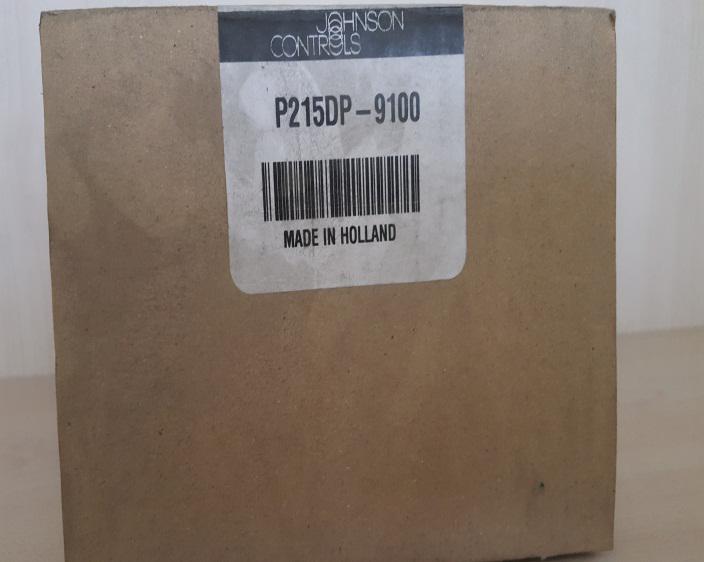 JOHNSON
CONTROLS
P215DP-9100
MADE IN HOLLAND